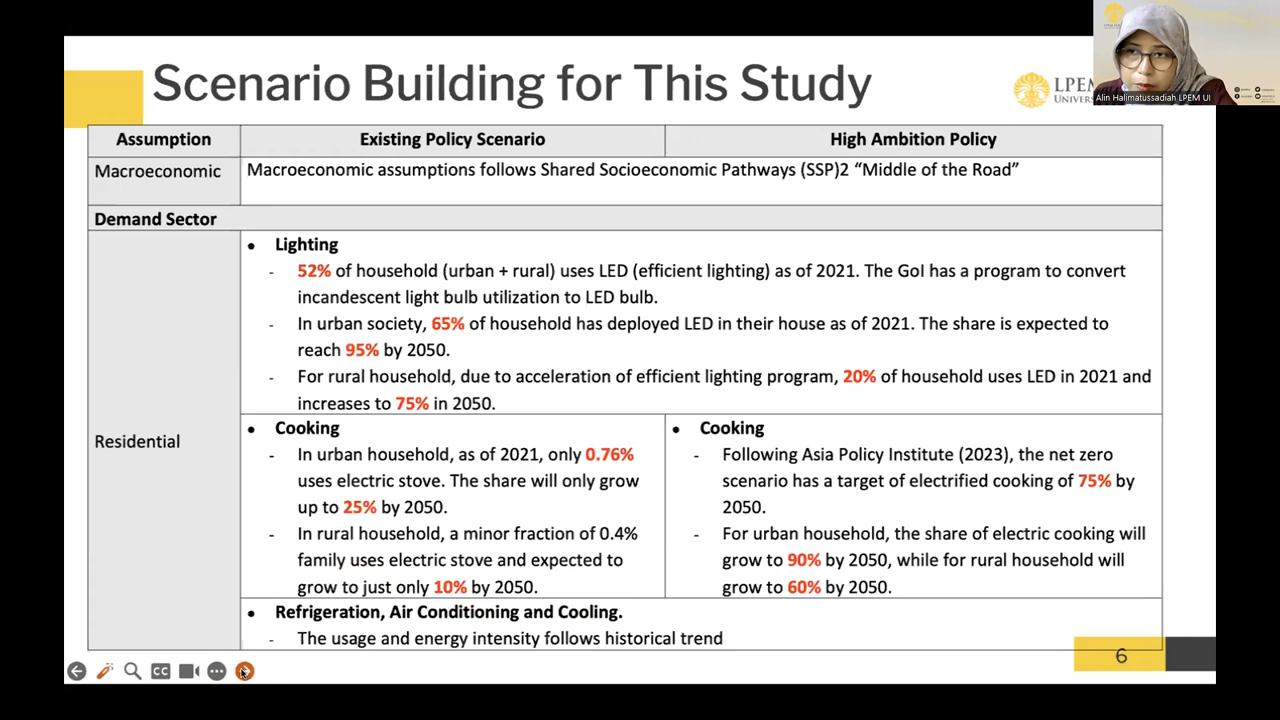 Scenario Building for This Study
LPEM
UNIVERS
Alin Halimatussadiah LPEM UI
Assumption
Existing Policy Scenario
High Ambition Policy
Macroeconomic
Macroeconomic assumptions follows Shared Socioeconomic Pathways (SSP)2 “Middle of the Road”
Demand Sector
Residential
• Lighting
- 52% of household (urban + rural) uses LED (efficient lighting) as of 2021. The GoI has a program to convert
incandescent light bulb utilization to LED bulb.
- In urban society, 65% of household has deployed LED in their house as of 2021. The share is expected to
reach 95% by 2050.
- For rural household, due to acceleration of efficient lighting program, 20% of household uses LED in 2021 and
increases to 75% in 2050.
• Cooking
- In urban household, as of 2021, only 0.76%
uses electric stove. The share will only grow
up to 25% by 2050.
- In rural household, a minor fraction of 0.4%
family uses electric stove and expected to
grow to just only 10% by 2050.
• Cooking
- Following Asia Policy Institute (2023), the net zero
scenario has a target of electrified cooking of 75% by
2050.
- For urban household, the share of electric cooking will
grow to 90% by 2050, while for rural household will
grow to 60% by 2050.
• Refrigeration, Air Conditioning and Cooling.
- The usage and energy intensity follows historical trend
6
CC